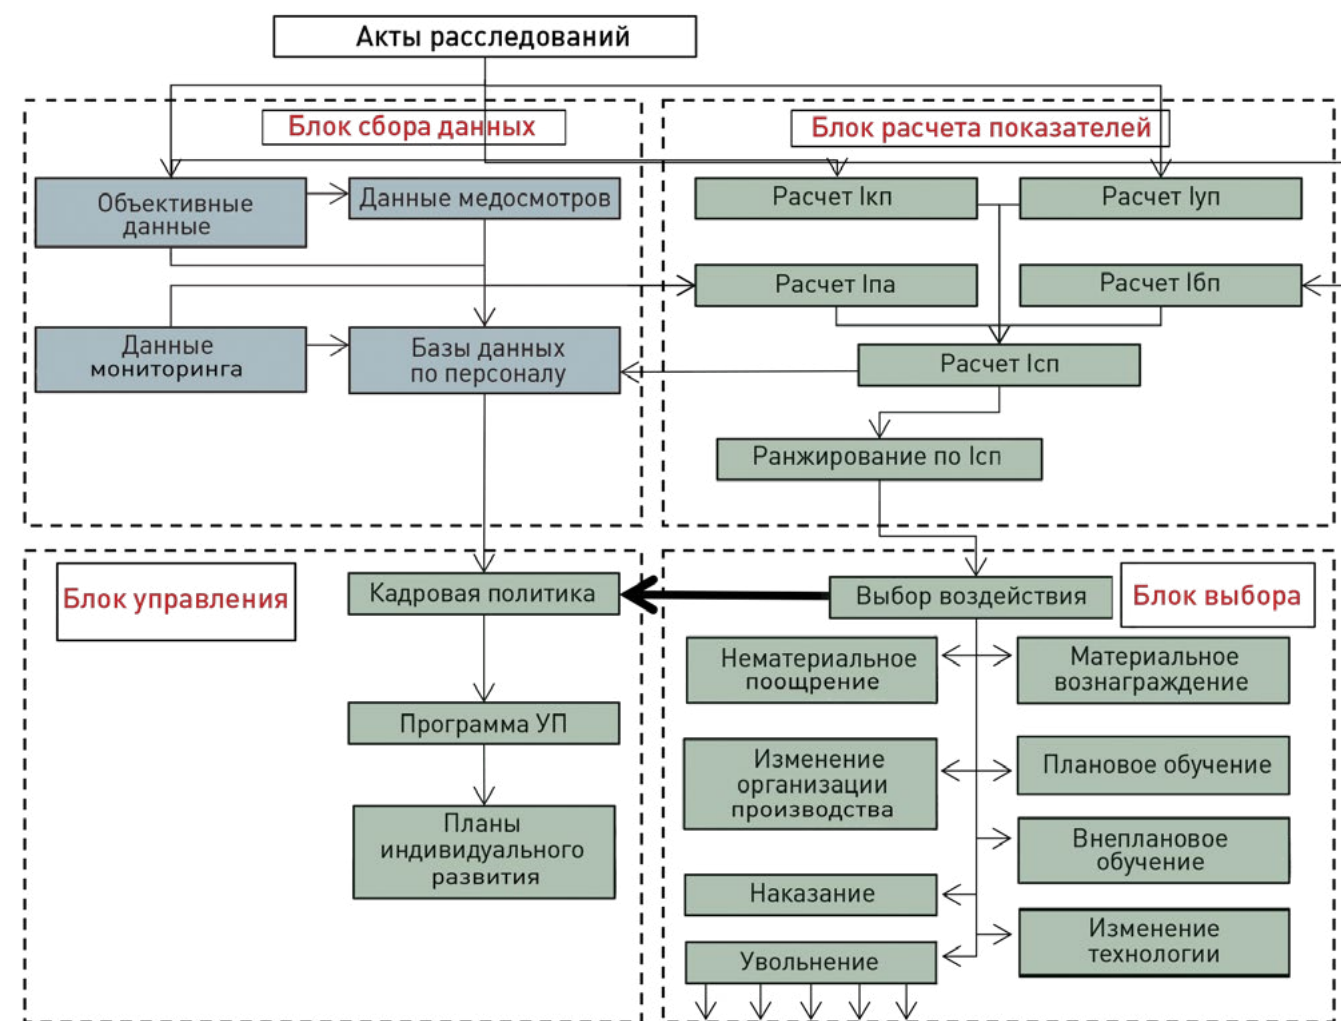 Акты расследований
Блок сбора данных
Блок расчета показателей
Объективные
данные
Данные медосмотров
Расчет Iкп
Расчет Iуп
Расчет Iпа
Расчет Iбп
Данные
мониторинга
Базы данных
по персоналу
Расчет Iсп
Ранжирование по Iсп
Блок управления
Кадровая политика
Выбор воздействия
Блок выбора
Нематериальное
поощрение
Материальное
вознаграждение
Программа УП
Изменение
организации
производства
Плановое обучение
Планы
индивидуального
развития
Внеплановое
обучение
Наказание
Изменение
технологии
Увольнение